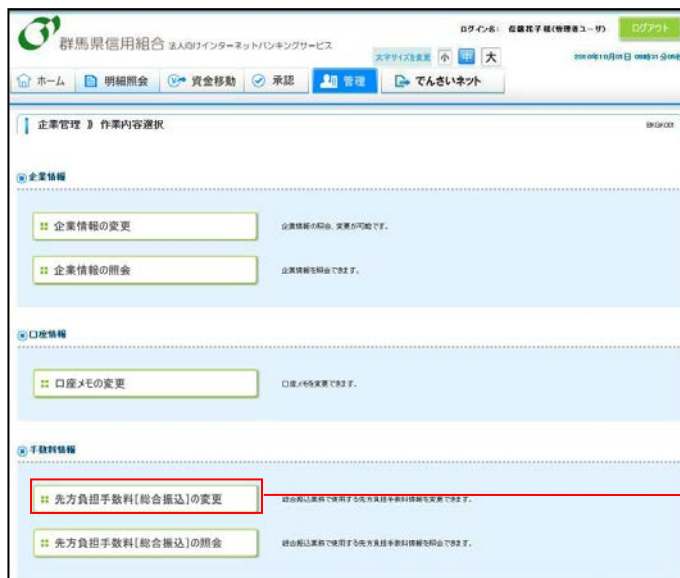 群馬県信用組合 法人向けインターネットバンキングサービス
ログイン名： 信組花子様(管理者ユーザ)
ログアウト
文字サイズを変更 小 中 大
ホーム 明細照会 資金移動 承認 管理 でんさいネット
企業管理 》 作業内容選択
企業情報
企業情報の変更
企業情報の照会、変更が可能です。
企業情報の照会
企業情報を照会できます。
口座情報
口座メモの変更
口座メモを変更できます。
手数料情報
先方負担手数料[総合振込]の変更
総合振込業務で使用する先方負担手数料情報を変更できます。
先方負担手数料[総合振込]の照会
総合振込業務で使用する先方負担手数料情報を照会できます。